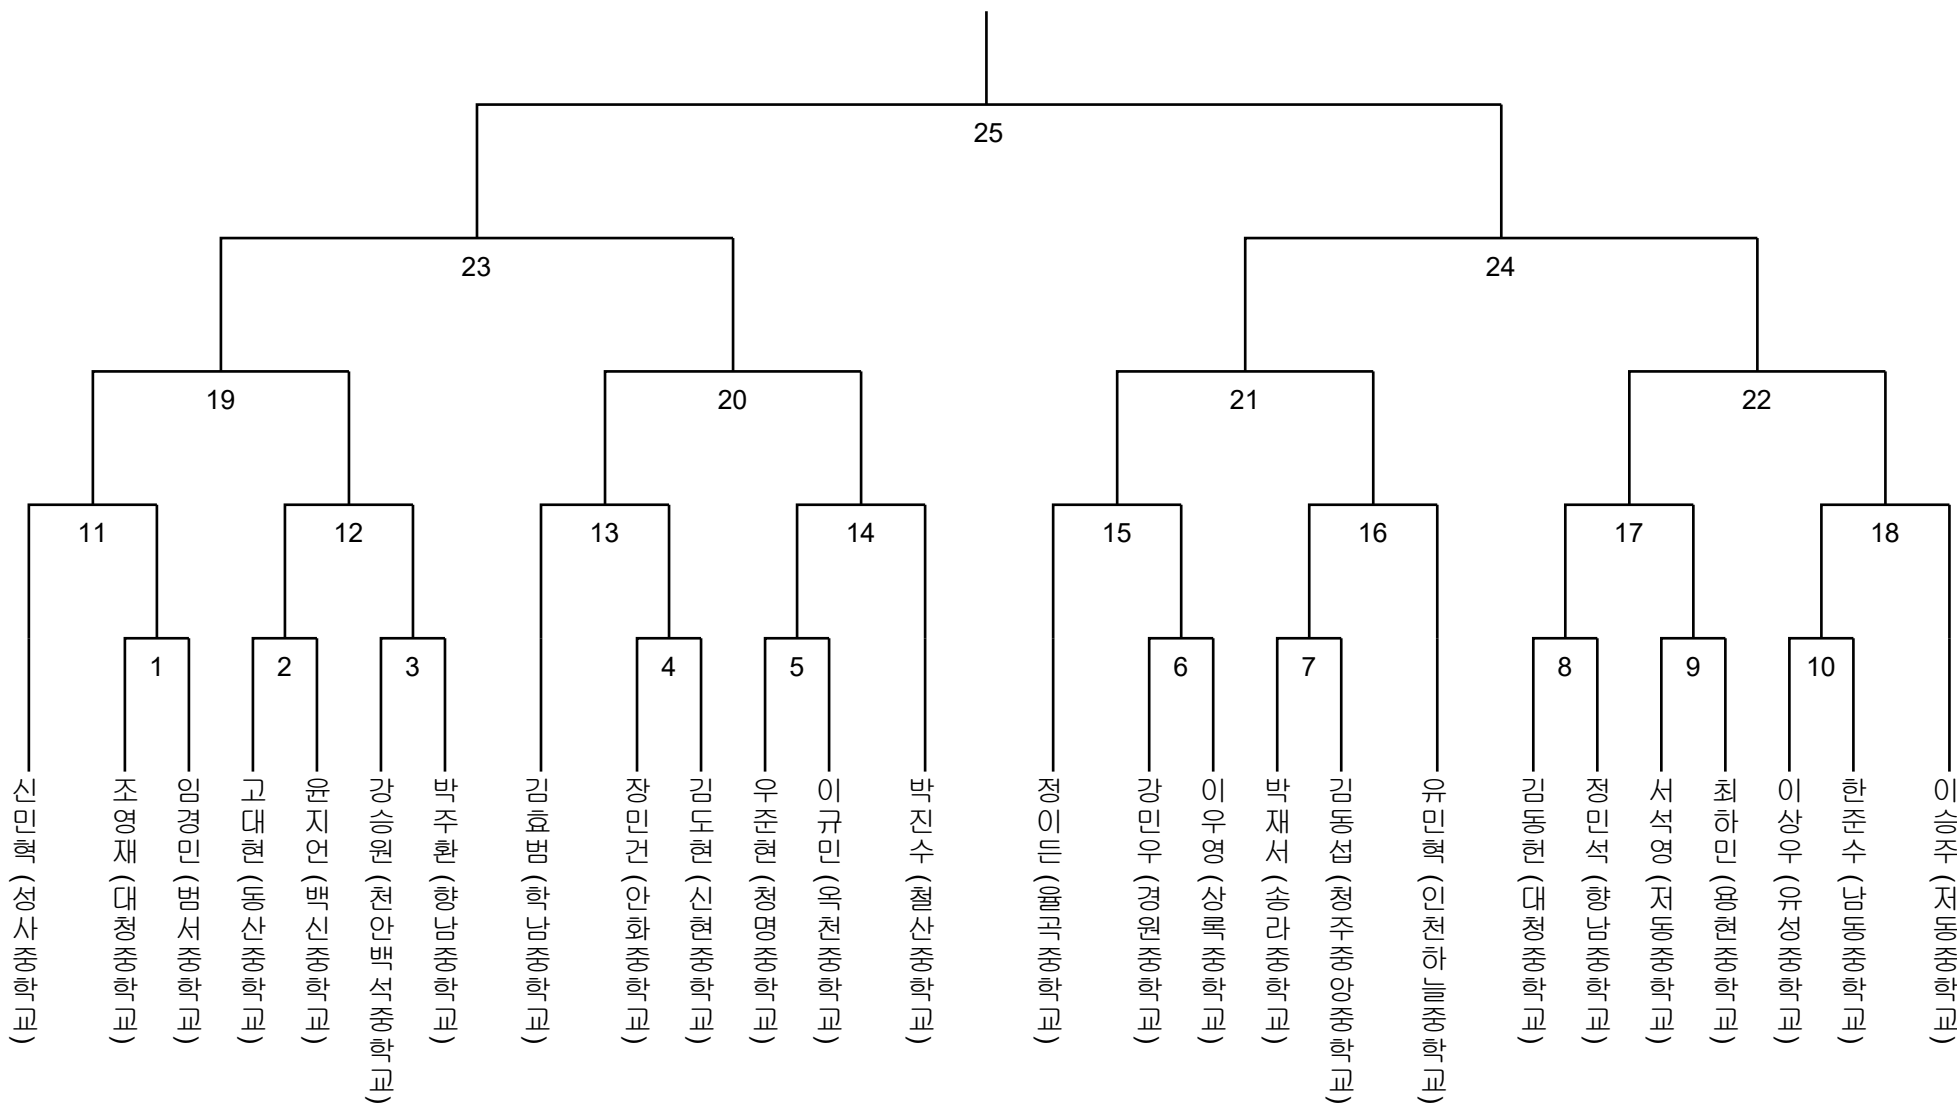 25
23
24
19
20
21
22
11
12
13
14
15
16
17
18
1
2
3
4
5
6
7
8
9
10
신민혁 (성사중학교)
조영재 (대청중학교)
임경민 (범서중학교)
고대현 (동산중학교)
윤지언 (백신중학교)
강승원 (천안백석중학교)
박주환 (향남중학교)
김효범 (학남중학교)
장민건 (안화중학교)
김도현 (신현중학교)
우준현 (청명중학교)
이규민 (옥천중학교)
박진수 (철산중학교)
정이든 (율곡중학교)
강민우 (경원중학교)
이우영 (상록중학교)
박재서 (송라중학교)
김동섭 (청주중앙중학교)
유민혁 (인천하늘중학교)
김동헌 (대청중학교)
정민석 (향남중학교)
서석영 (저동중학교)
최하민 (용현중학교)
이상우 (유성중학교)
한준수 (남동중학교)
이승주 (저동중학교)